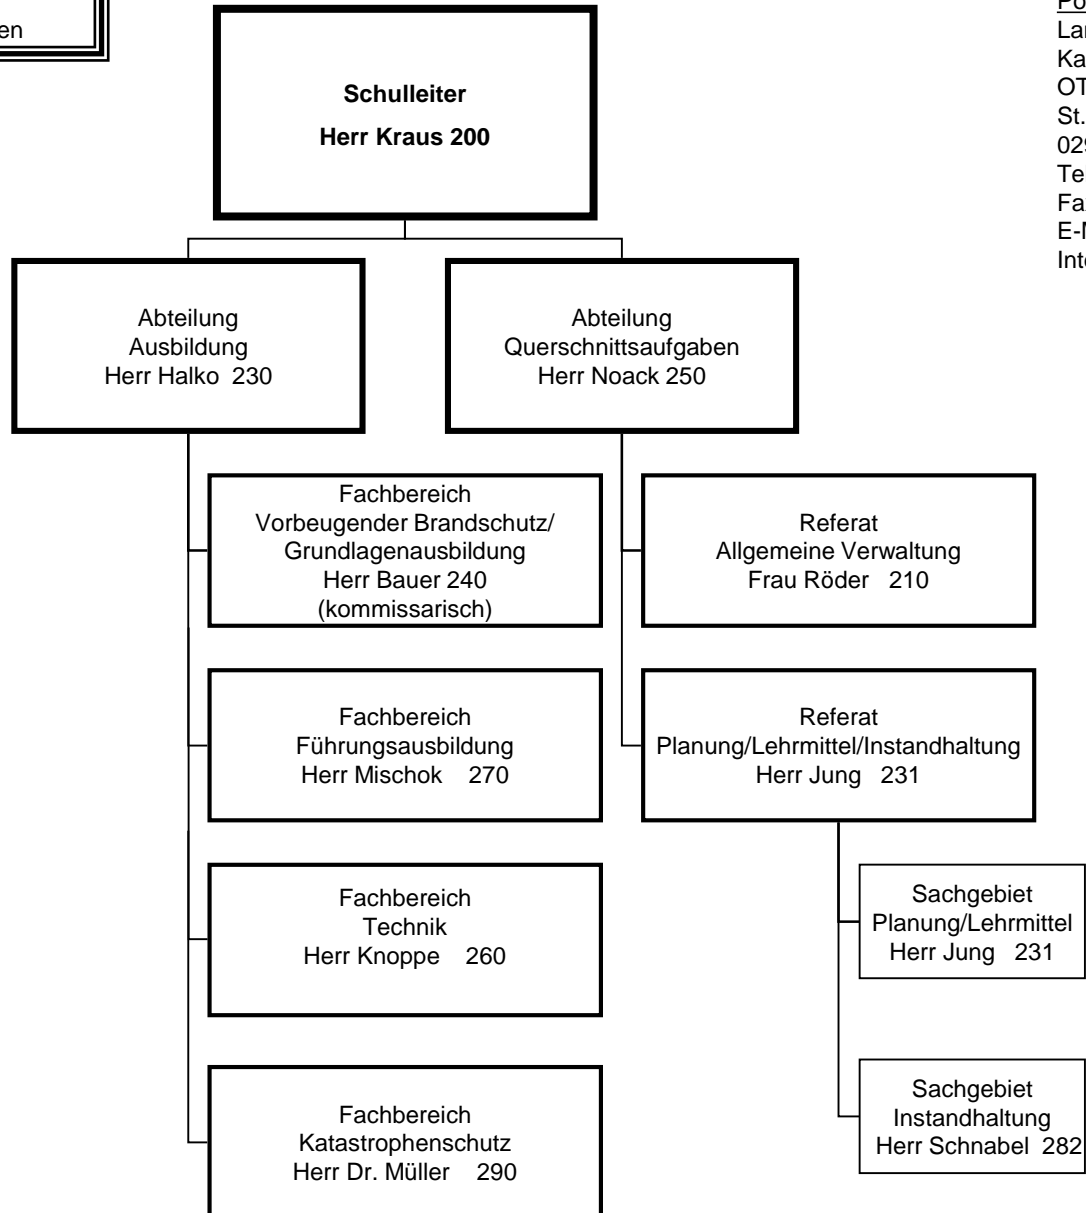 en
Schulleiter
Herr Kraus 200
Abteilung
Ausbildung
Herr Halko 230
Abteilung
Querschnittsaufgaben
Herr Noack 250
Fachbereich
Vorbeugender Brandschutz/
Grundlagenausbildung
Herr Bauer 240
(kommissarisch)
Referat
Allgemeine Verwaltung
Frau Röder 210
Fachbereich
Führungsausbildung
Herr Mischok 270
Referat
Planung/Lehrmittel/Instandhaltung
Herr Jung 231
Fachbereich
Technik
Herr Knoppe 260
Sachgebiet
Planung/Lehrmittel
Herr Jung 231
Fachbereich
Katastrophenschutz
Herr Dr. Müller 290
Sachgebiet
Instandhaltung
Herr Schnabel 282
St.
029